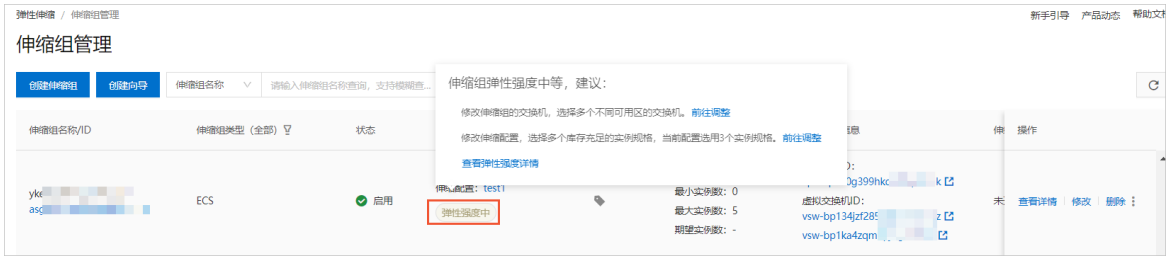 弹性伸缩 / 伸缩组管理
新手引导 产品动态 帮助文档
伸缩组管理
创建伸缩组 创建向导 伸缩组名称 请输入伸缩组名称查询，支持模糊查...
伸缩组弹性强度中等，建议：
修改伸缩组的交换机，选择多个不同可用区的交换机。前往调整
修改伸缩配置，选择多个库存充足的实例规格，当前配置选用3个实例规格。前往调整
查看弹性强度详情
伸缩组名称/ID 伸缩组类型（全部） 状态 操作
yke
asg
ECS
启用
伸缩配置：test1
弹性强度中
最小实例数：0
最大实例数：5
期望实例数：-
虚拟交换机ID：
vsw-bp134jzf285
vsw-bp1ka4zqm
查看详情 修改 删除